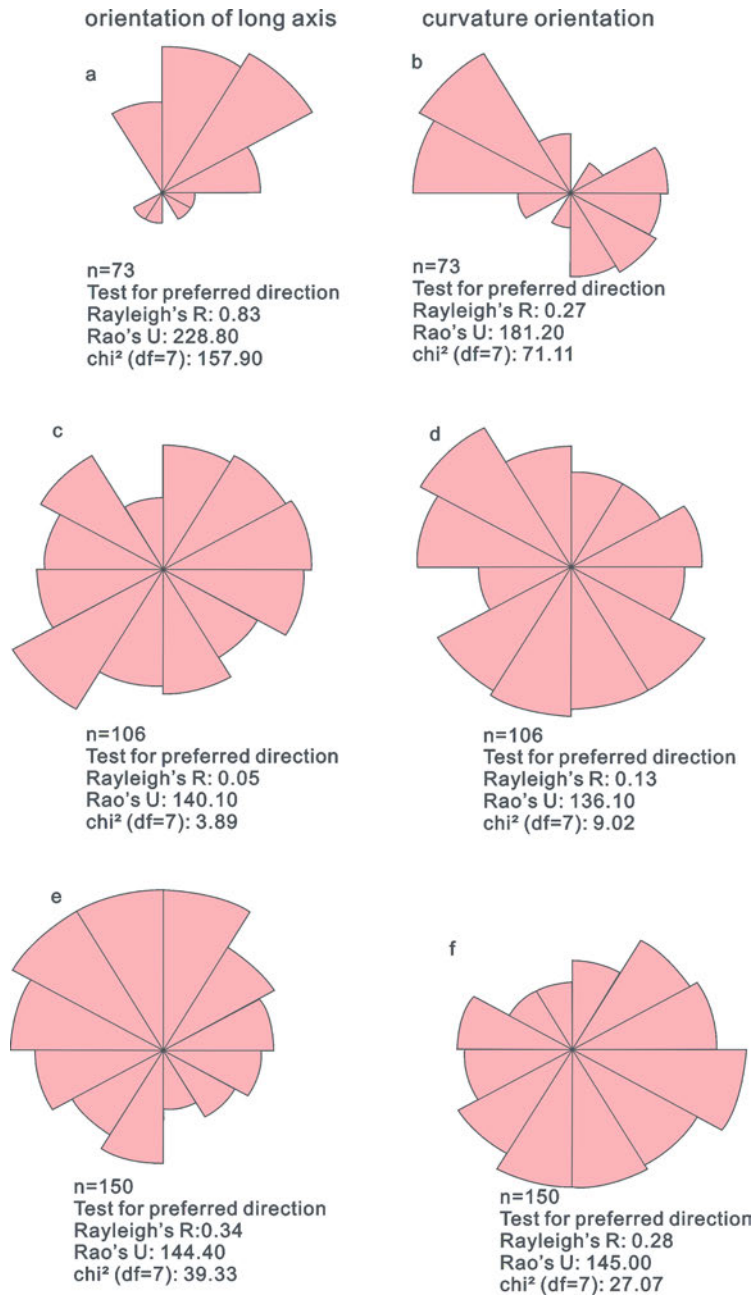 orientation of long axis
curvature orientation
a
n=73
Test for preferred direction
Rayleigh's R: 0.83
Rao's U: 228.80
chi² (df=7): 157.90
b
n=73
Test for preferred direction
Rayleigh's R: 0.27
Rao's U: 181.20
chi² (df=7): 71.11
c
n=106
Test for preferred direction
Rayleigh's R: 0.05
Rao's U: 140.10
chi² (df=7): 3.89
d
n=106
Test for preferred direction
Rayleigh's R: 0.13
Rao's U: 136.10
chi² (df=7): 9.02
e
n=150
Test for preferred direction
Rayleigh's R:0.34
Rao's U: 144.40
chi² (df=7): 39.33
f
n=150
Test for preferred direction
Rayleigh's R: 0.28
Rao's U: 145.00
chi² (df=7): 27.07